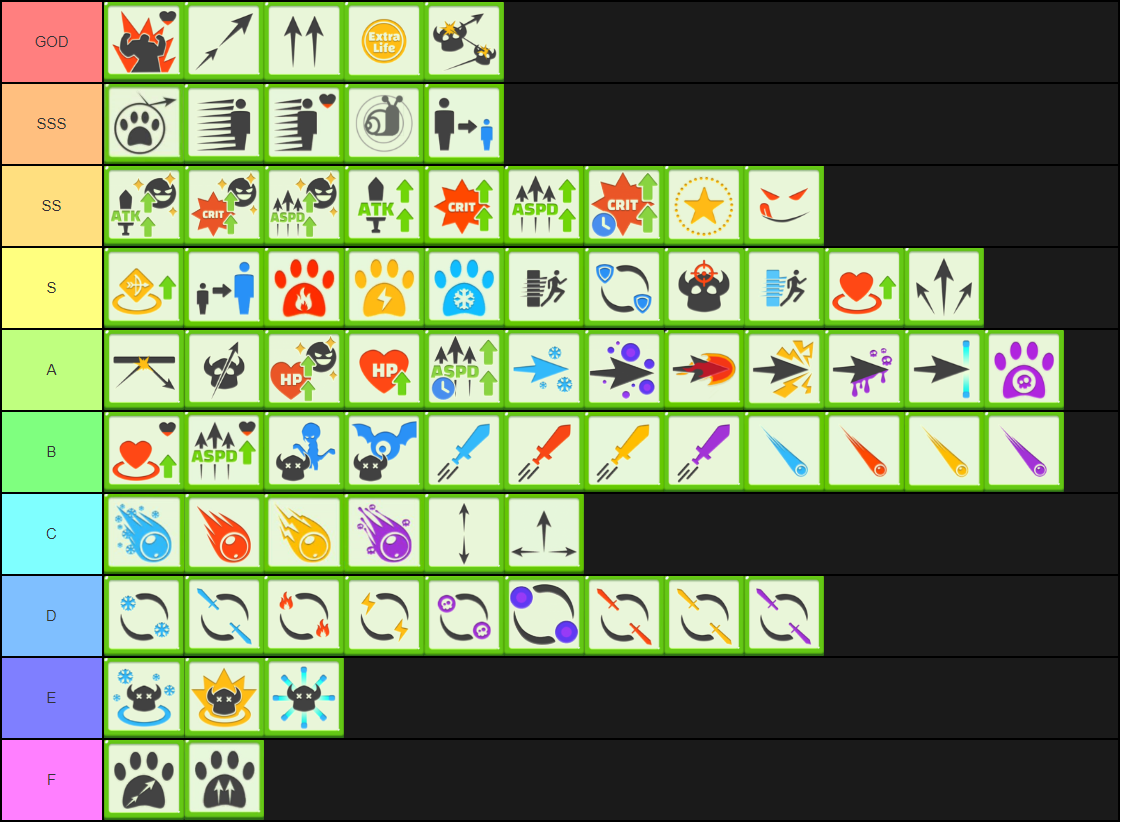 GOD
Extra
Life
SSS
SS
ATK
CRIT
ASPD
ATK
CRIT
ASPD
CRIT
S
A
HP
HP
ASPD
B
ASPD
C
D
E
F